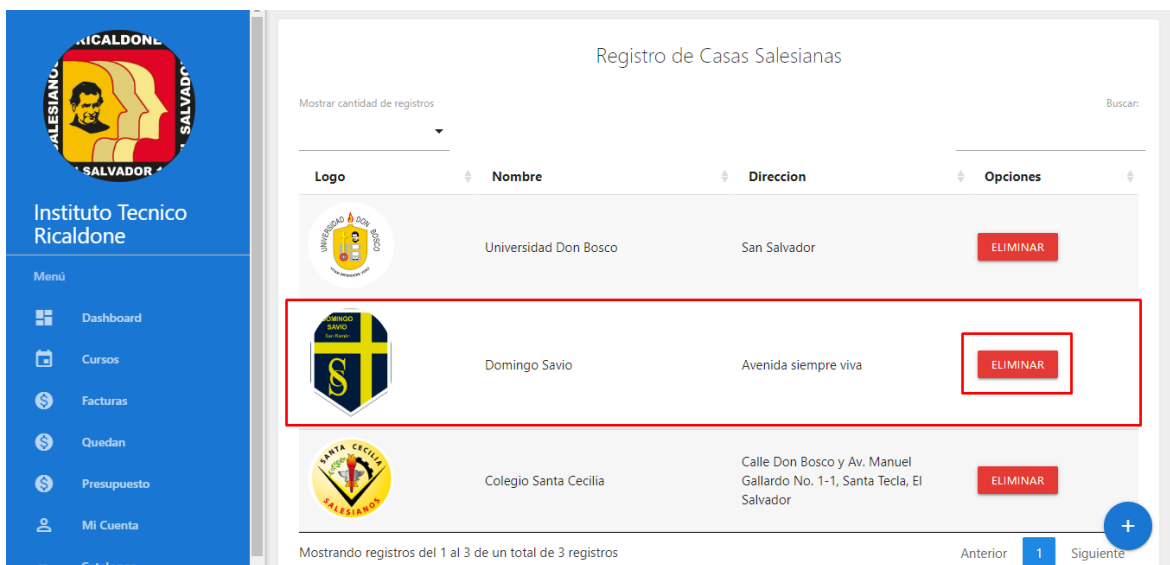 RICALDONE
SALESIANO
SALVADOR
SALVADOR
Instituto Tecnico
Ricaldone
Menú
Dashboard
Cursos
Facturas
Quedan
Presupuesto
Mi Cuenta
Registro de Casas Salesianas
Mostrar cantidad de registros
Buscar:
Logo Nombre Direccion Opciones
UNIVERSIDAD DON BOSCO
Universidad Don Bosco San Salvador ELIMINAR
DOMINGO
SAVIO
San Ramón
S
Domingo Savio Avenida siempre viva ELIMINAR
SANTA CECILIA
SALESIANOS
Colegio Santa Cecilia
Calle Don Bosco y Av. Manuel
Gallardo No. 1-1, Santa Tecla, El
Salvador
ELIMINAR
+
Mostrando registros del 1 al 3 de un total de 3 registros
Anterior 1 Siguiente